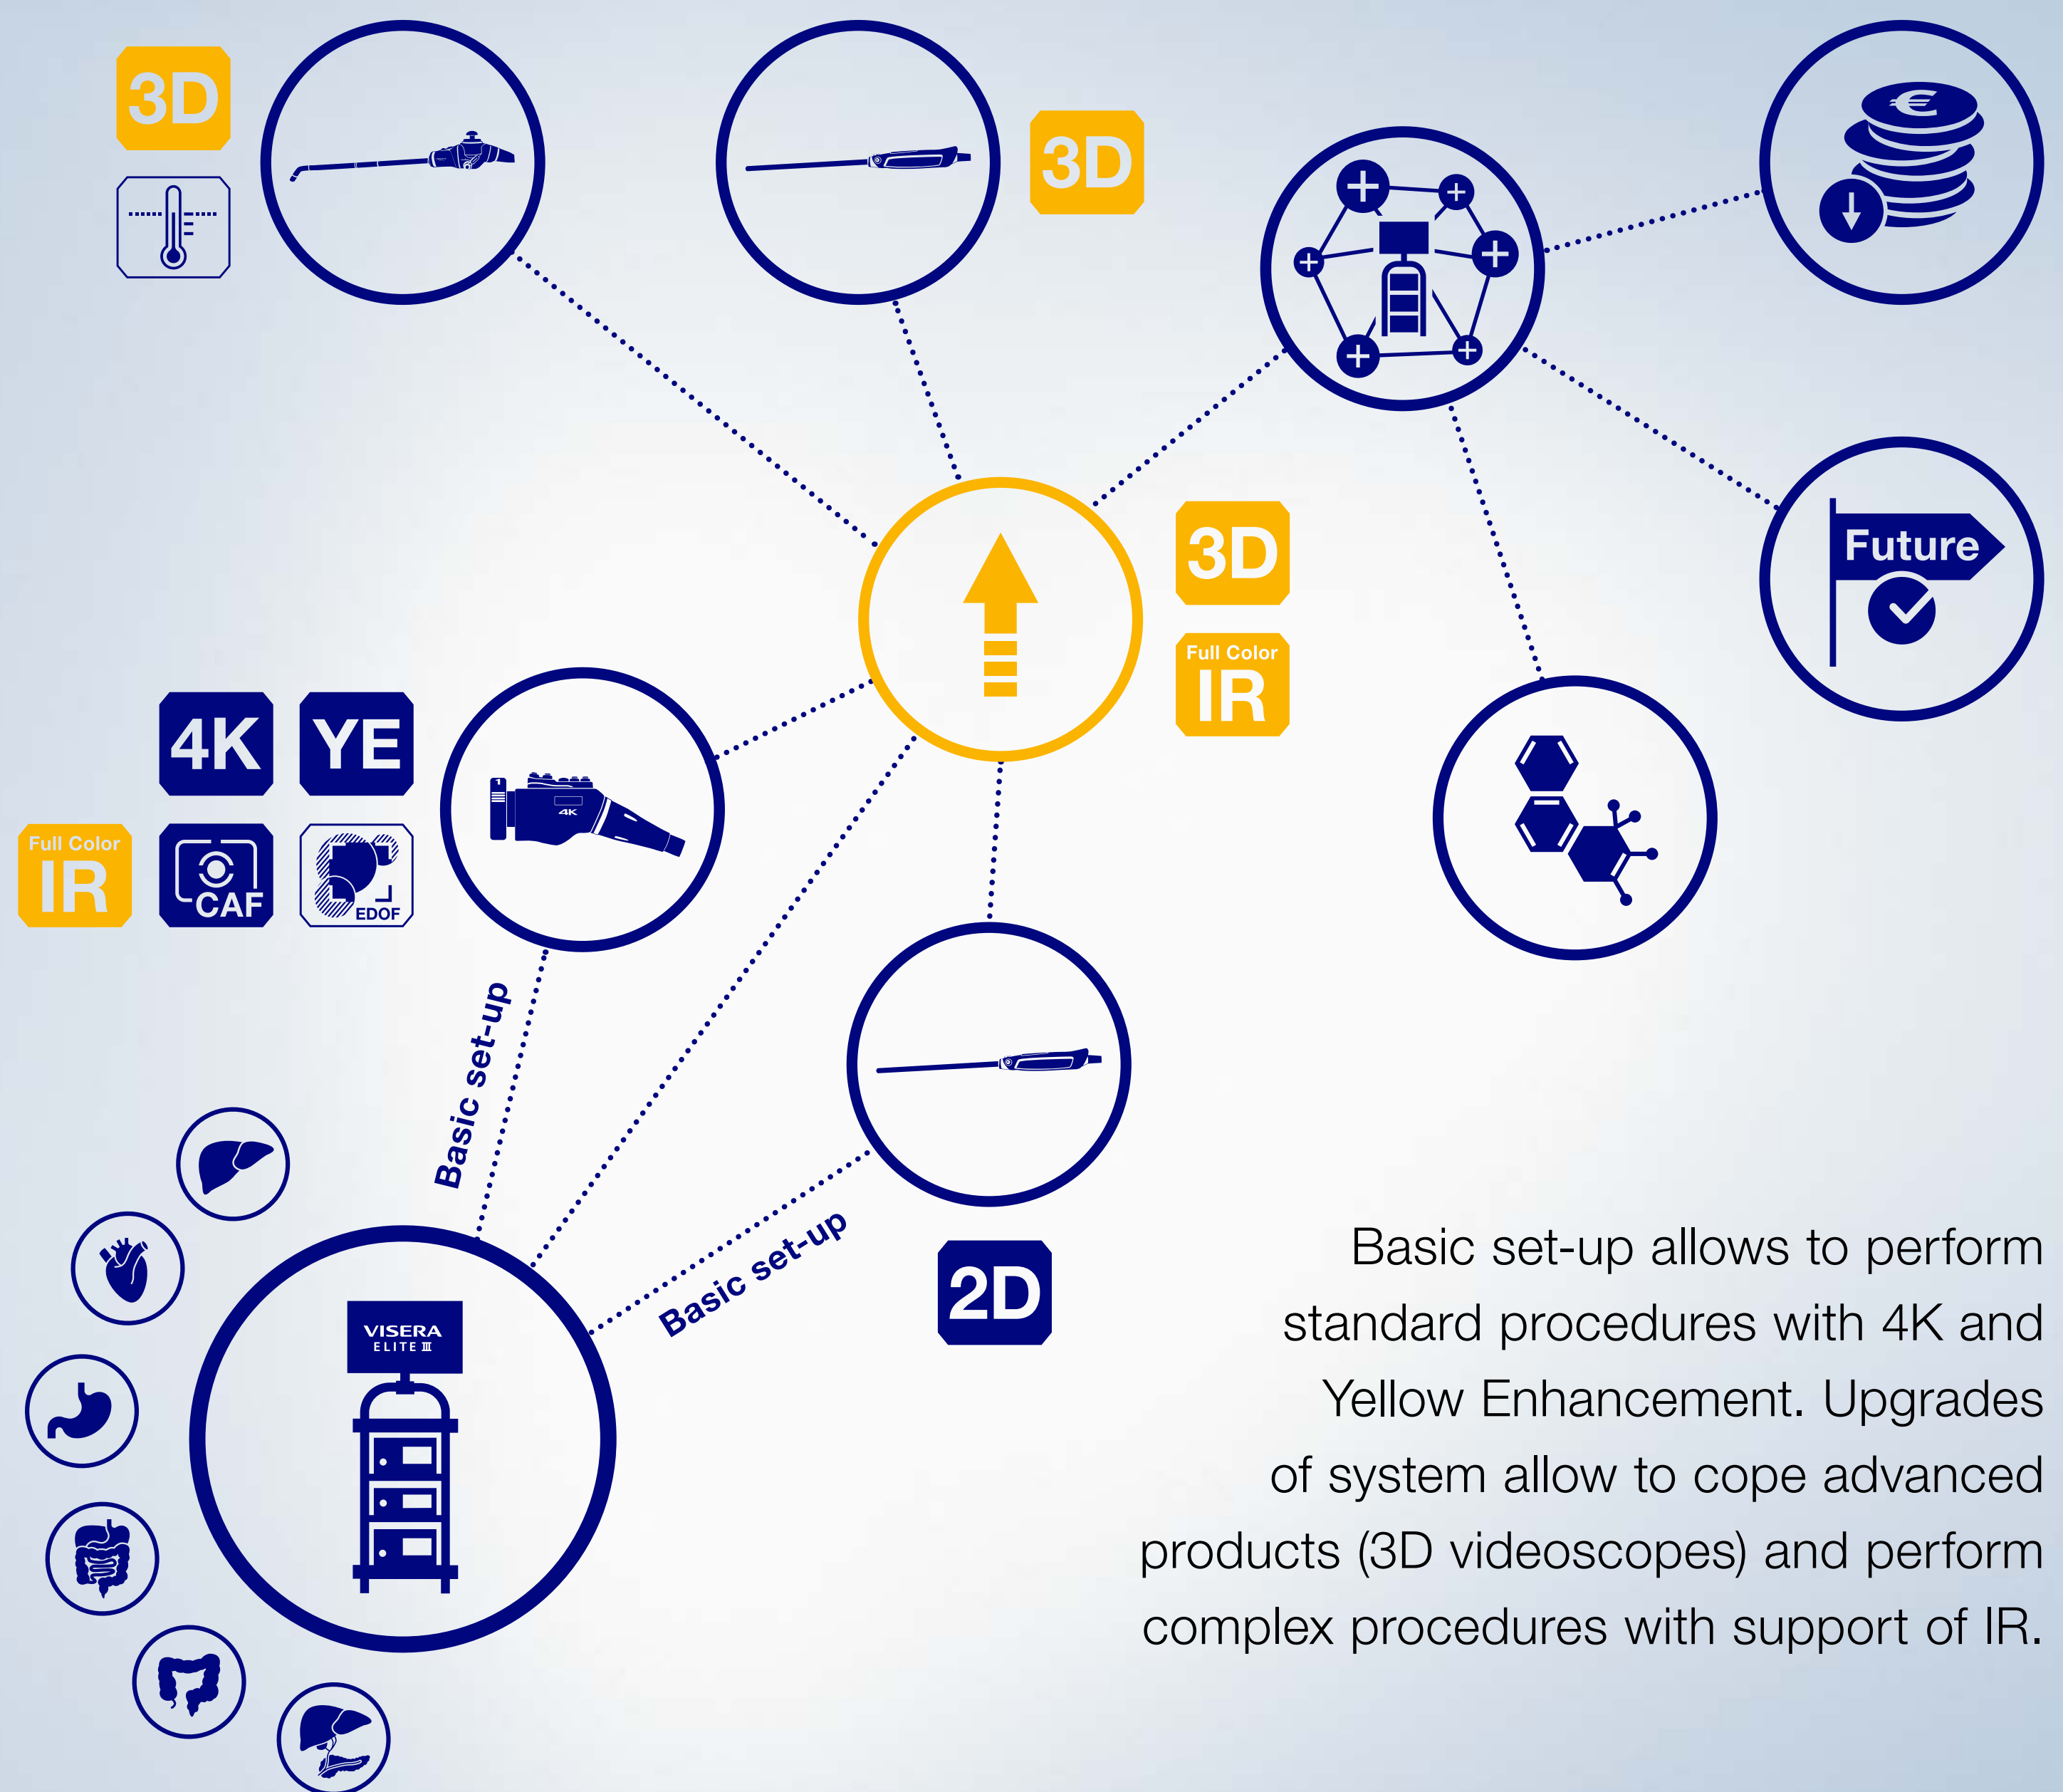 3D
3D
€
Future
3D
Full Color
IR
4K
YE
Full Color
IR
CAF
EDOF
1
4K
Basic set-up
Basic set-up
2D
VISERA
ELITE III
Basic set-up allows to perform
standard procedures with 4K and
Yellow Enhancement. Upgrades
of system allow to cope advanced
products (3D videoscopes) and perform
complex procedures with support of IR.